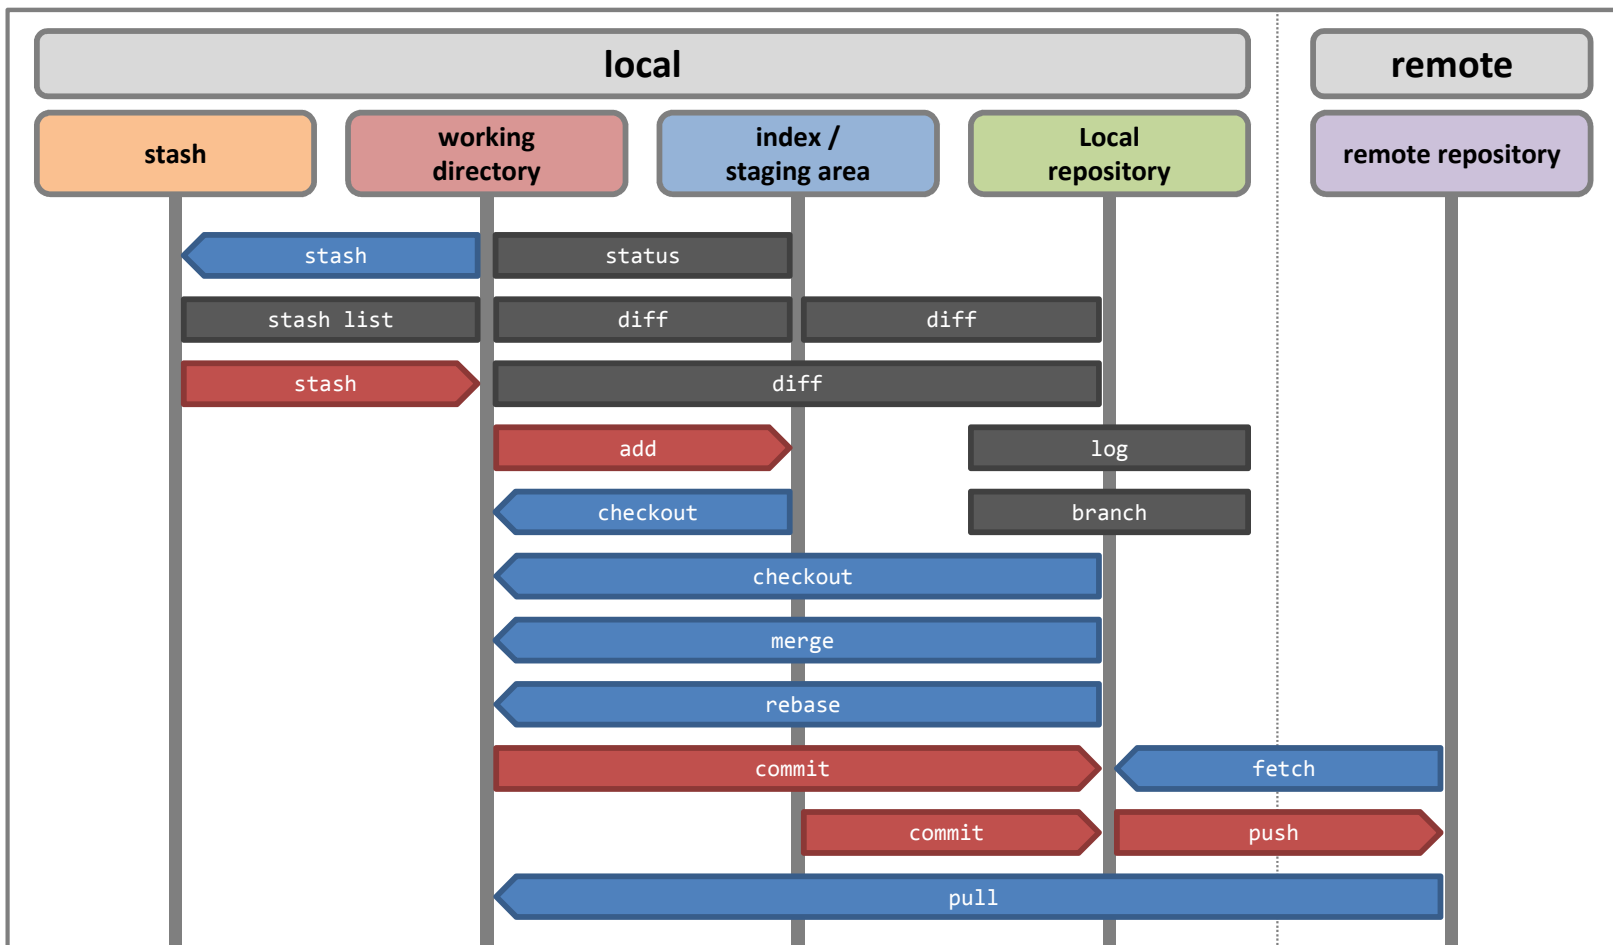 local
remote
stash
working
directory
index /
staging area
Local
repository
remote repository
stash
status
stash list
diff
diff
stash
diff
add
log
checkout
branch
checkout
merge
rebase
commit
fetch
commit
push
pull